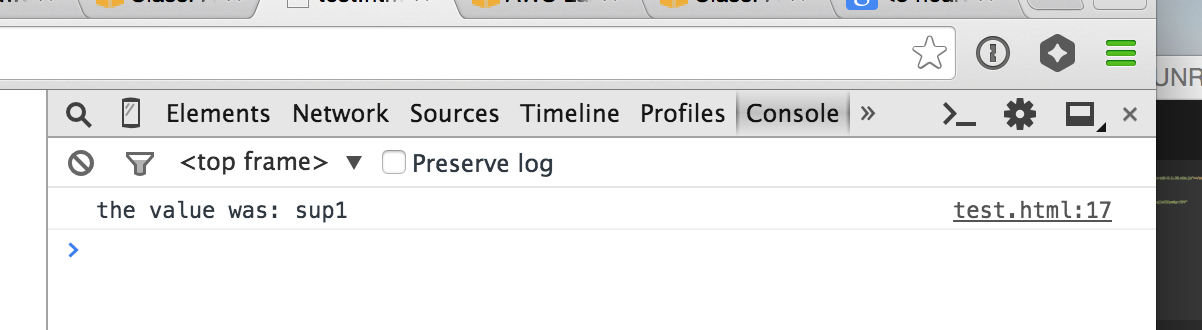 Elements Network Sources Timeline Profiles Console »
<top frame> ▼ Preserve log
the value was: sup1 test.html:17
>
UNR